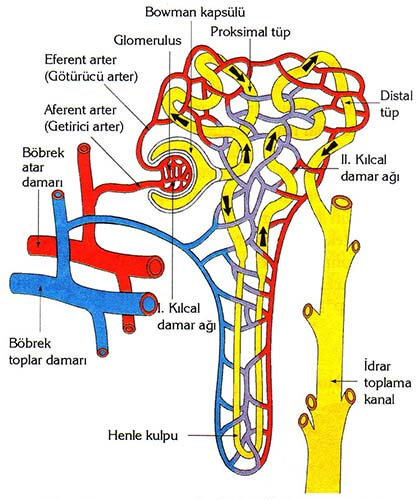 Bowman kapsülü
Glomerulus
Proksimal tüp
Eferent arter
(Götürücü arter)
Aferent arter
(Getirici arter)
Distal
tüp
Böbrek
atar
damarı
II. Kılcal
damar ağı
I. Kılcal
damar ağı
Böbrek
toplar damarı
İdrar
toplama
kanal
Henle kulpu